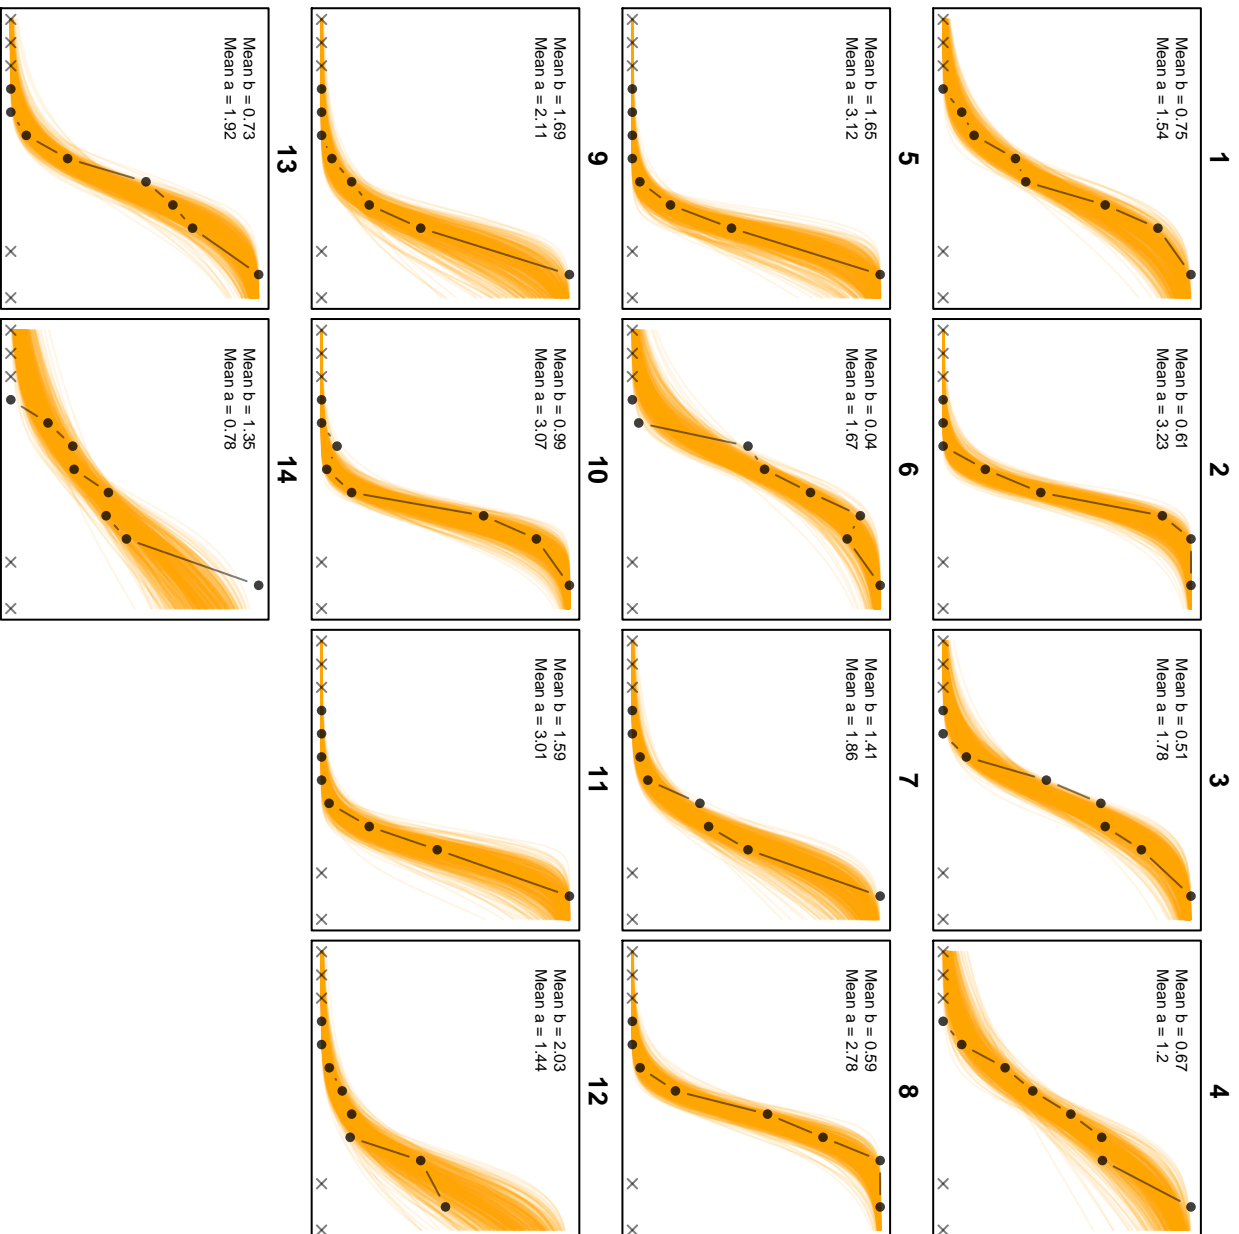 1
Mean b = 0.75
Mean a = 1.54
2
Mean b = 0.61
Mean a = 3.23
3
Mean b = 0.51
Mean a = 1.78
4
Mean b = 0.67
Mean a = 1.2
5
Mean b = 1.65
Mean a = 3.12
6
Mean b = 0.04
Mean a = 1.67
7
Mean b = 1.41
Mean a = 1.86
8
Mean b = 0.59
Mean a = 2.78
9
Mean b = 1.69
Mean a = 2.11
10
Mean b = 0.99
Mean a = 3.07
11
Mean b = 1.59
Mean a = 3.01
12
Mean b = 2.03
Mean a = 1.44
13
Mean b = 0.73
Mean a = 1.92
14
Mean b = 1.35
Mean a = 0.78